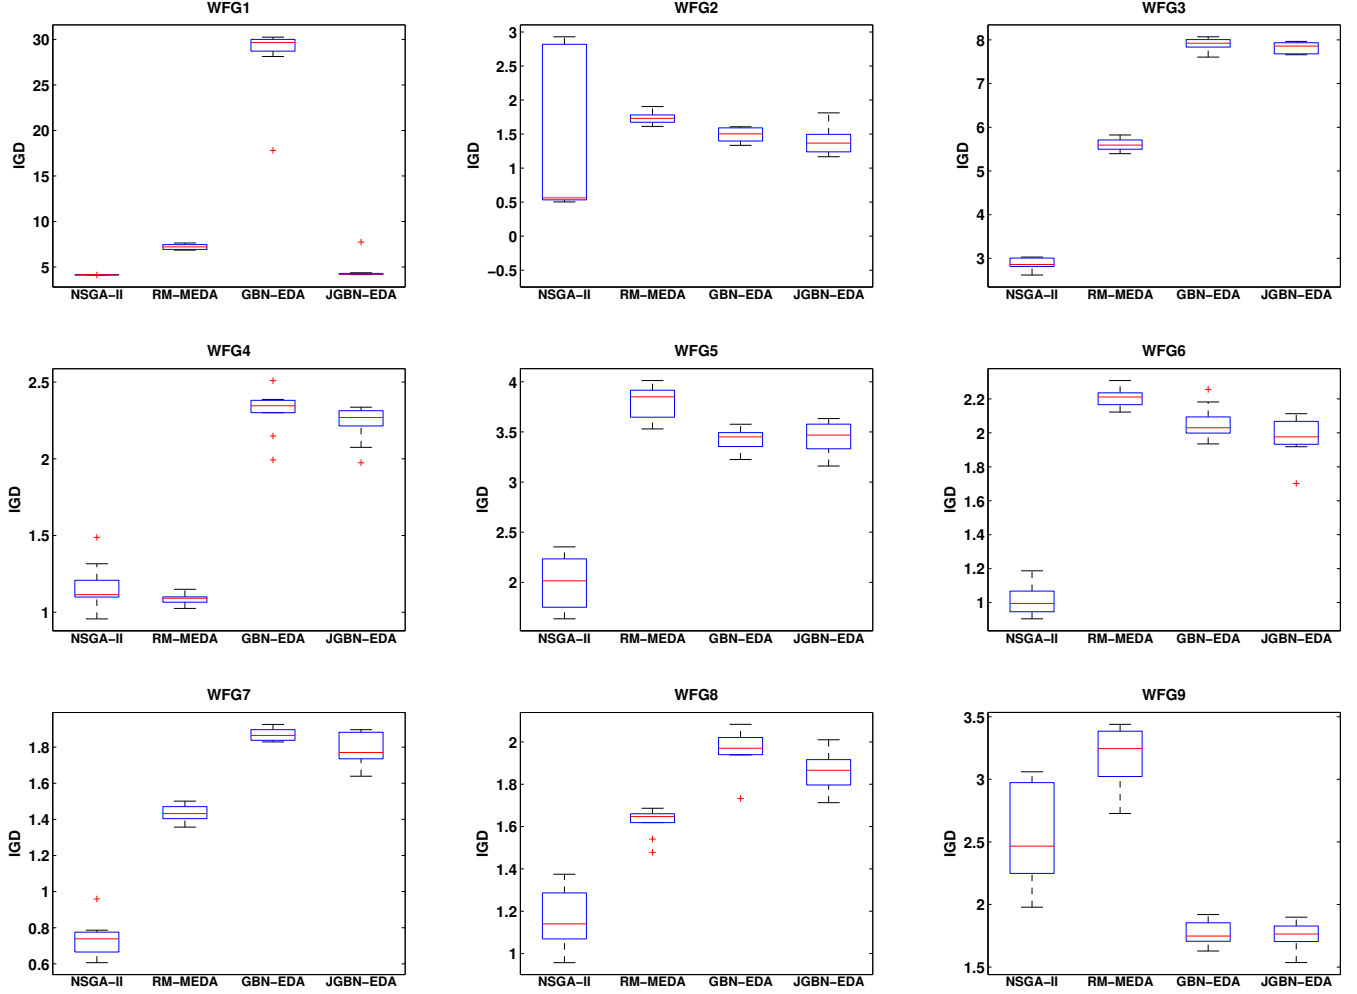 WFG1
30
25
20
15
10
5
IGD
NSGA−II RM−MEDA GBN−EDA JGBN−EDA
WFG2
3
2.5
2
1.5
1
0.5
0
−0.5
IGD
NSGA−II RM−MEDA GBN−EDA JGBN−EDA
WFG3
8
7
6
5
4
3
IGD
NSGA−II RM−MEDA GBN−EDA JGBN−EDA
WFG4
2.5
2
1.5
1
IGD
NSGA−II RM−MEDA GBN−EDA JGBN−EDA
WFG5
4
3.5
3
2.5
2
IGD
NSGA−II RM−MEDA GBN−EDA JGBN−EDA
WFG6
2.2
2
1.8
1.6
1.4
1.2
1
IGD
NSGA−II RM−MEDA GBN−EDA JGBN−EDA
WFG7
1.8
1.6
1.4
1.2
1
0.8
0.6
IGD
NSGA−II RM−MEDA GBN−EDA JGBN−EDA
WFG8
2
1.8
1.6
1.4
1.2
1
IGD
NSGA−II RM−MEDA GBN−EDA JGBN−EDA
WFG9
3.5
3
2.5
2
1.5
IGD
NSGA−II RM−MEDA GBN−EDA JGBN−EDA